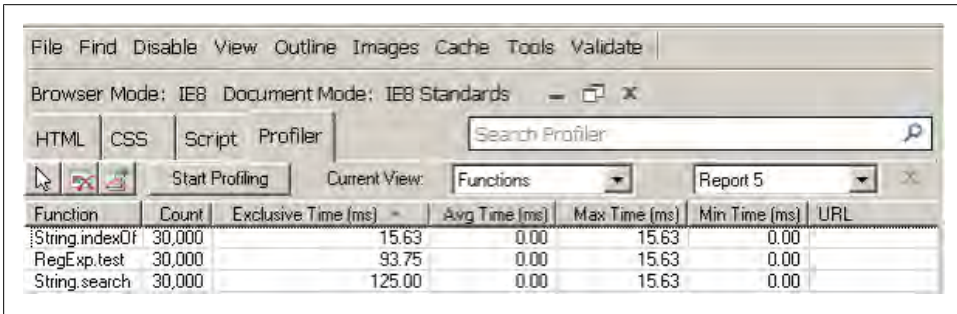 File Find Disable View Outline Images Cache Tools Validate
Browser Mode: IE8 Document Mode: IE8 Standards
HTML CSS Script Profiler Search Profiler
Start Profiling Current View: Functions Report 5
Function Count Exclusive Time (ms) Avg Time (ms) Max Time (ms) Min Time (ms) URL
String.indexOf 30,000 15.63 0.00 15.63 0.00
RegExp.test 30,000 93.75 0.00 15.63 0.00
String.search 30,000 125.00 0.00 15.63 0.00